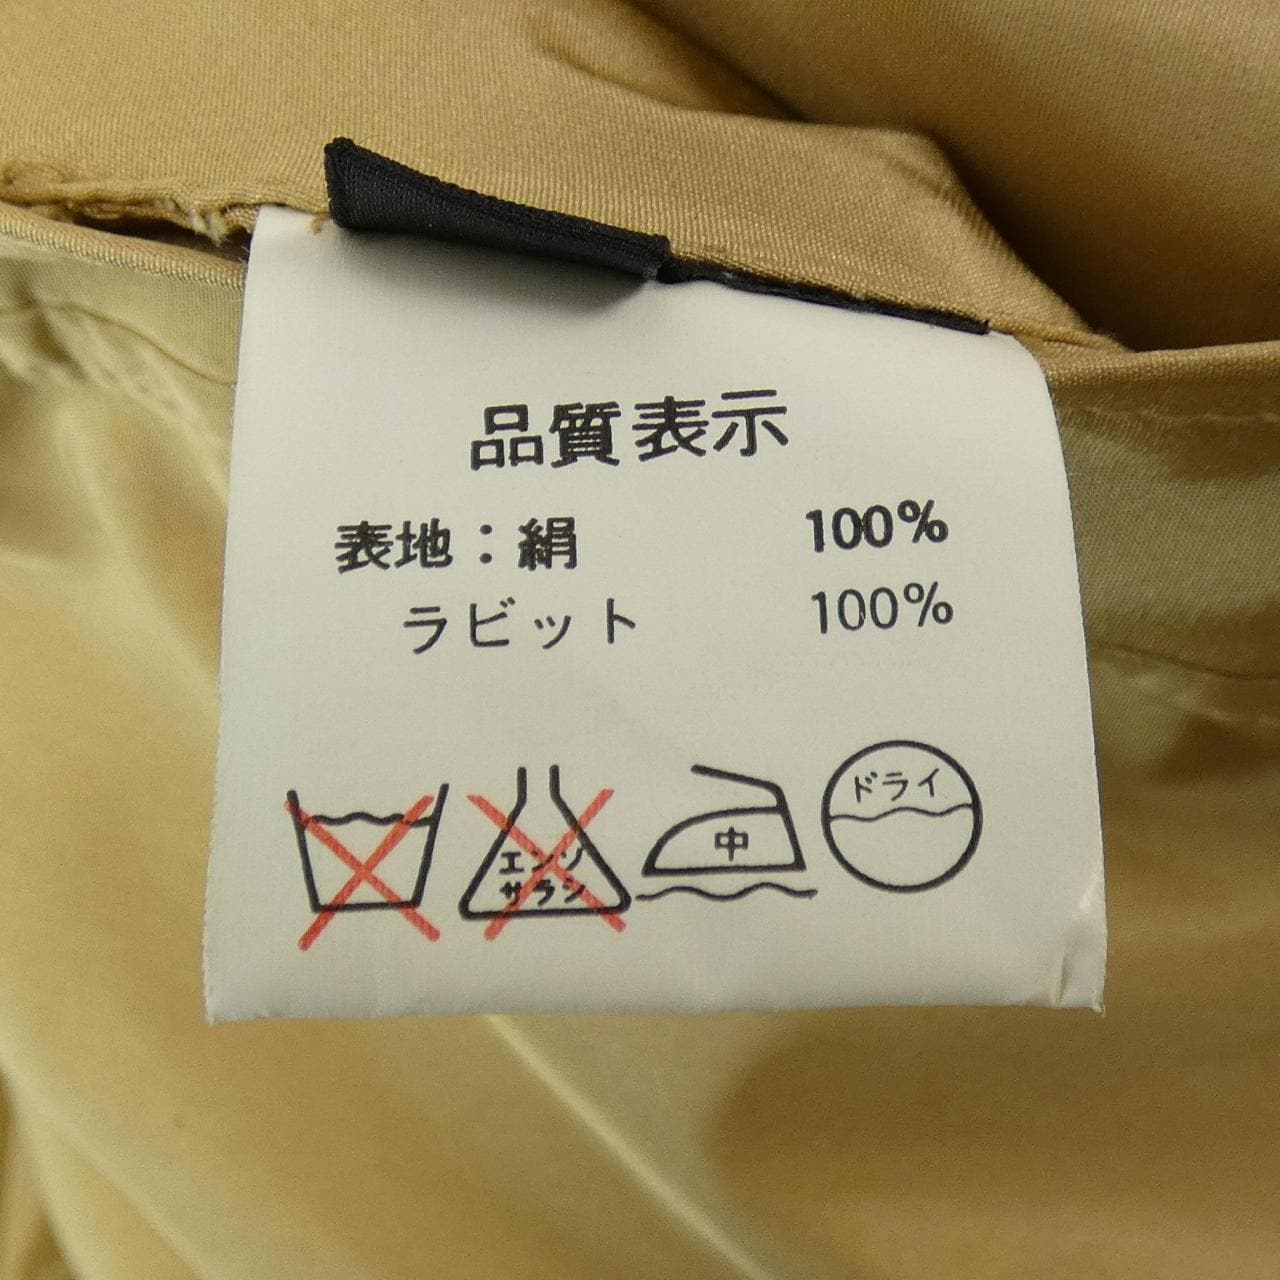 品質表示
表地：絹 100%
ラビット 100%
エンソ
サラシ
中
ドライ